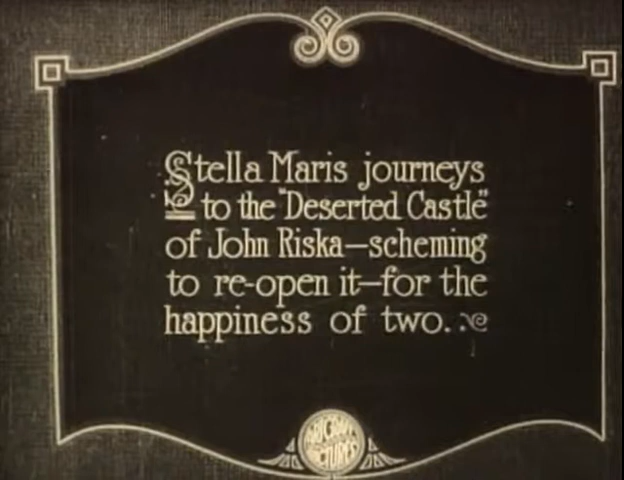 Stella Maris journeys
to the "Deserted Castle"
of John Riska—scheming
to re-open it—for the
happiness of two.
PICTURES